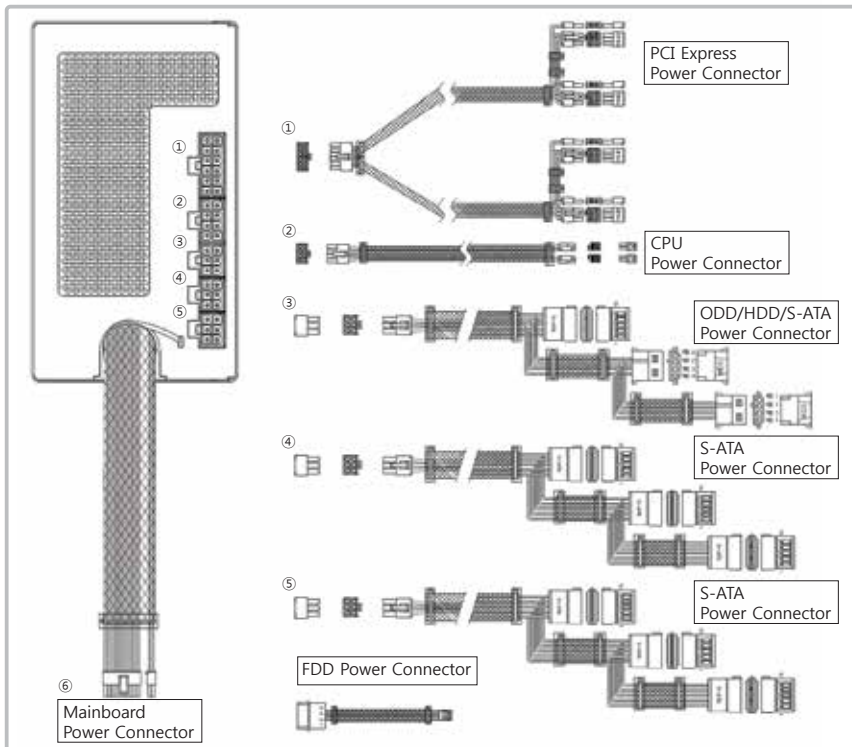 ①
②
③
④
⑤
⑥
Mainboard
Power Connector
①
PCI Express
Power Connector
②
CPU
Power Connector
③
ODD/HDD/S-ATA
Power Connector
④
S-ATA
Power Connector
⑤
S-ATA
Power Connector
FDD Power Connector